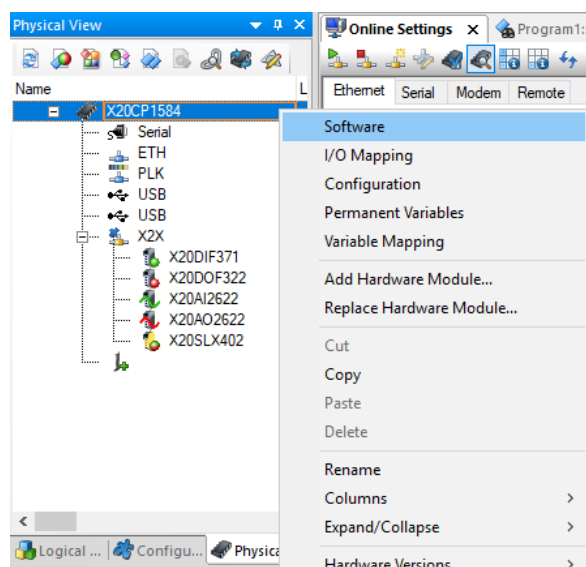 Physical View
Name
L
X20CP1584
Serial
ETH
PLK
USB
USB
X2X
X20DIF371
X20DOF322
X20AI2622
X20AO2622
X20SLX402
Logical ...
Configu...
Physica
Online Settings
Program1:
Ethernet Serial Modem Remote
Software
I/O Mapping
Configuration
Permanent Variables
Variable Mapping
Add Hardware Module...
Replace Hardware Module...
Cut
Copy
Paste
Delete
Rename
Columns
Expand/Collapse
Hardware Versions